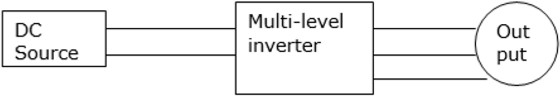 DC
Source
Multi-level
inverter
Out
put